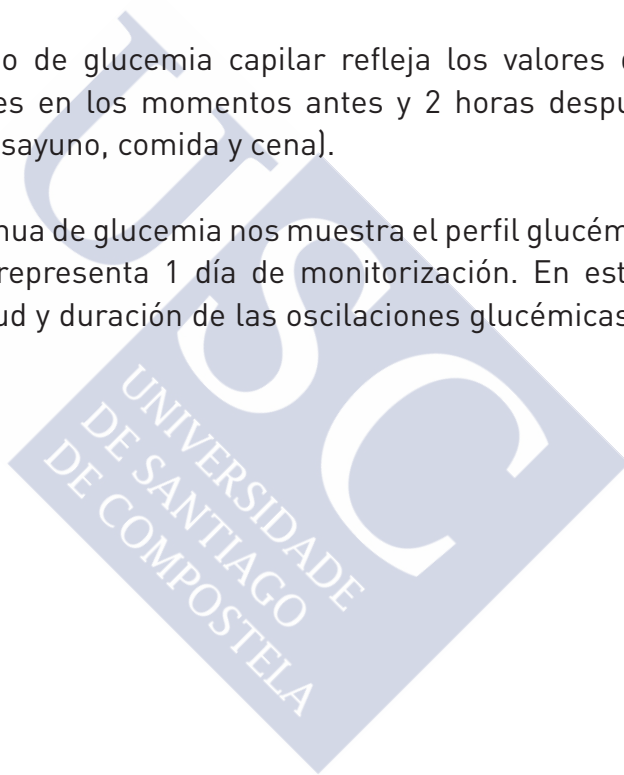 o de glucemia capilar refleja los valores
es en los momentos antes y 2 horas despu
sayuno, comida y cena).
nua de glucemia nos muestra el perfil glucém
representa 1 día de monitorización. En est
ud y duración de las oscilaciones glucémicas
USC
UNIVERSIDADE
DE SANTIAGO
DE COMPOSTELA